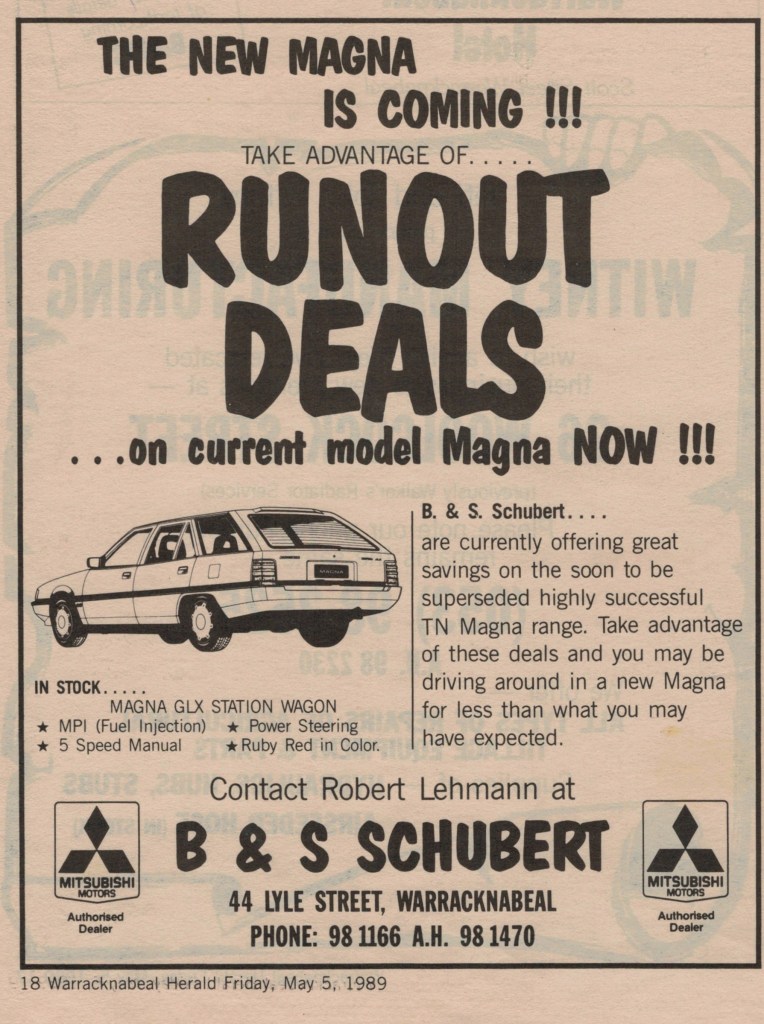 THE NEW MAGNA
IS COMING !!!
TAKE ADVANTAGE OF.....
RUNOUT
DEALS
...on current model Magna NOW !!!
MAGNA
B. & S. Schubert....
are currently offering great
savings on the soon to be
superseded highly successful
TN Magna range. Take advantage
of these deals and you may be
driving around in a new Magna
for less than what you may
have expected.
IN STOCK.....
MAGNA GLX STATION WAGON
★ MPI (Fuel Injection) ★ Power Steering
★ 5 Speed Manual ★ Ruby Red in Color.
Contact Robert Lehmann at
B & S SCHUBERT
44 LYLE STREET, WARRACKNABEAL
PHONE: 98 1166 A.H. 98 1470
MITSUBISHI
MOTORS
Authorised
Dealer
MITSUBISHI
MOTORS
Authorised
Dealer
18 Warracknabeal Herald Friday, May 5, 1989